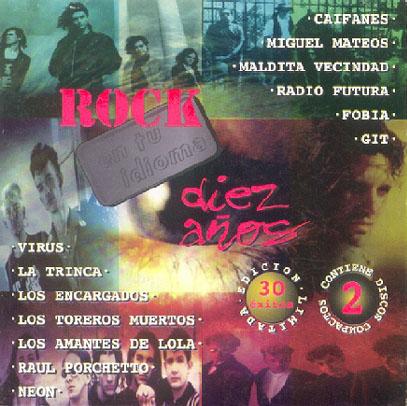 · CAIFANES ·
· MIGUEL MATEOS ·
· MALDITA VECINDAD ·
· RADIO FUTURA ·
· FOBIA ·
· GIT ·
ROCK
en tu
idioma
diez
años
· VIRUS ·
· LA TRINCA ·
· LOS ENCARGADOS ·
· LOS TOREROS MUERTOS ·
· LOS AMANTES DE LOLA ·
· RAUL PORCHETTO ·
· NEON ·
EDICION · LIMITADA ·
30
éxitos
CONTIENE DISCOS COMPACTOS
2